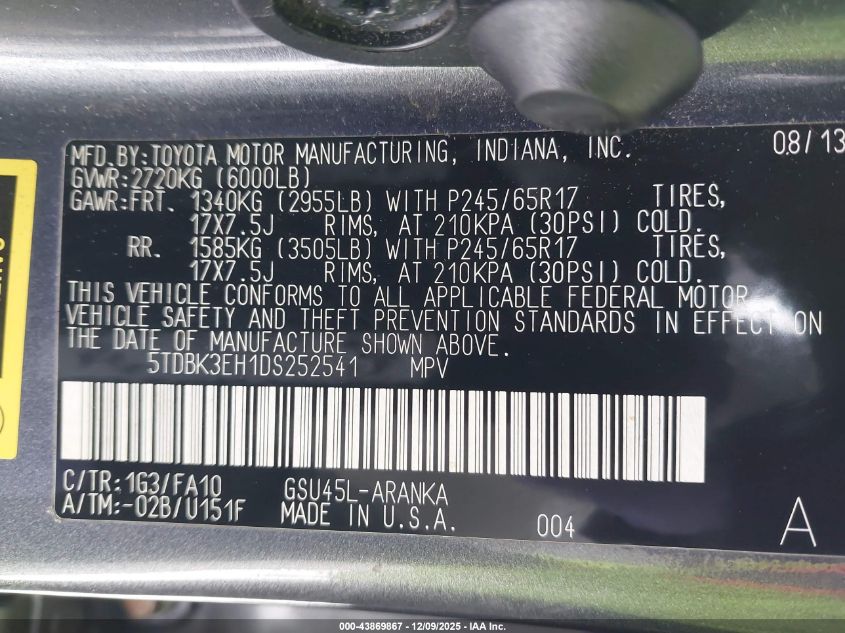 MFD.BY:TOYOTA MOTOR MANUFACTURING, INDIANA, INC. 08/13
GVWR:2720KG (6000LB)
GAWR:FRT. 1340KG (2955LB) WITH P245/65R17 TIRES,
17X7.5J RIMS, AT 210KPA (30PSI) COLD.
RR. 1585KG (3505LB) WITH P245/65R17 TIRES,
17X7.5J RIMS, AT 210KPA (30PSI) COLD.
THIS VEHICLE CONFORMS TO ALL APPLICABLE FEDERAL MOTOR
VEHICLE SAFETY AND THEFT PREVENTION STANDARDS IN EFFECT ON
THE DATE OF MANUFACTURE SHOWN ABOVE.
5TDBK3EH1DS252541 MPV
C/TR:1G3/FA10 GSU45L-ARANKA
A/TM:-02B/U151F MADE IN U.S.A. 004 A
000-43869867 - 12/09/2025 - IAA Inc.